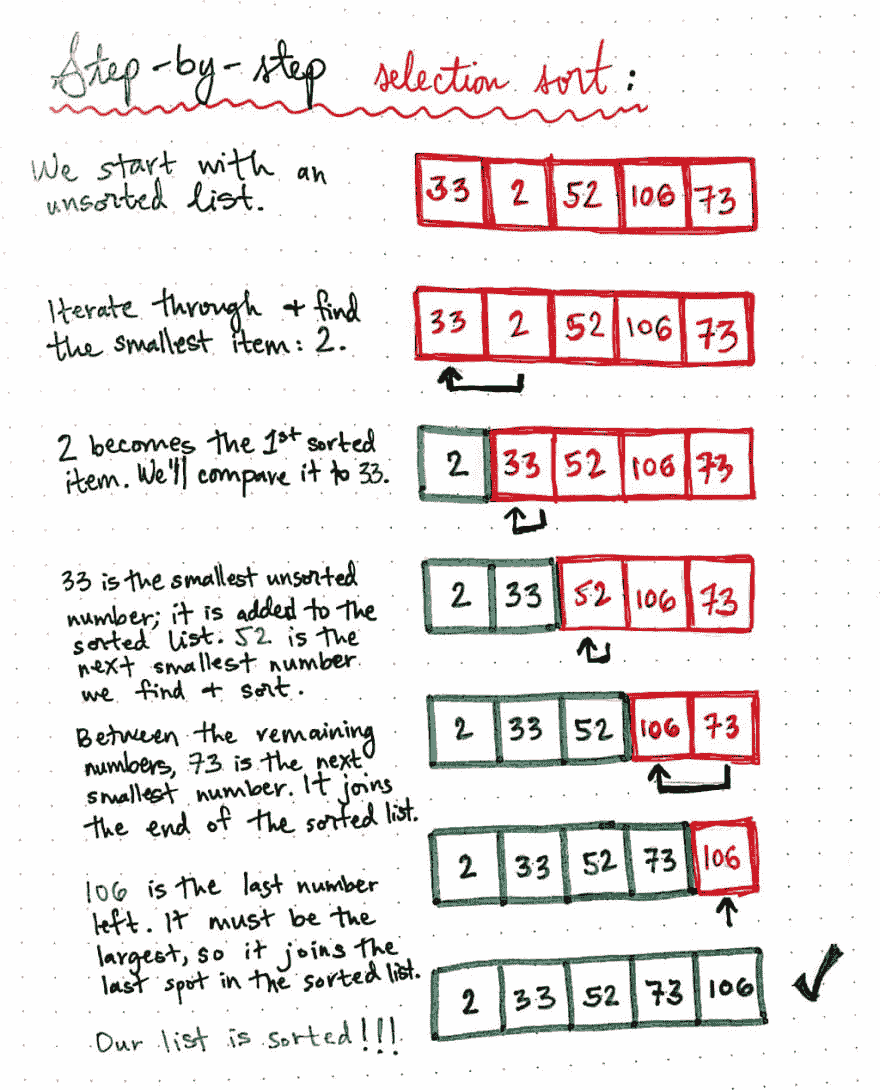 Step-by-step selection sort:
We start with an
unsorted list.
33 2 52 106 73
Iterate through + find
the smallest item: 2.
33 2 52 106 73
2 becomes the 1st sorted
item. We'll compare it to 33.
2 33 52 106 73
33 is the smallest unsorted
number; it is added to the
sorted list. 52 is the
next smallest number
we find + sort.
2 33 52 106 73
Between the remaining
numbers, 73 is the next
smallest number. It joins
the end of the sorted list.
2 33 52 106 73
106 is the last number
left. It must be the
largest, so it joins the
last spot in the sorted list.
2 33 52 73 106
Our list is sorted!!!
2 33 52 73 106